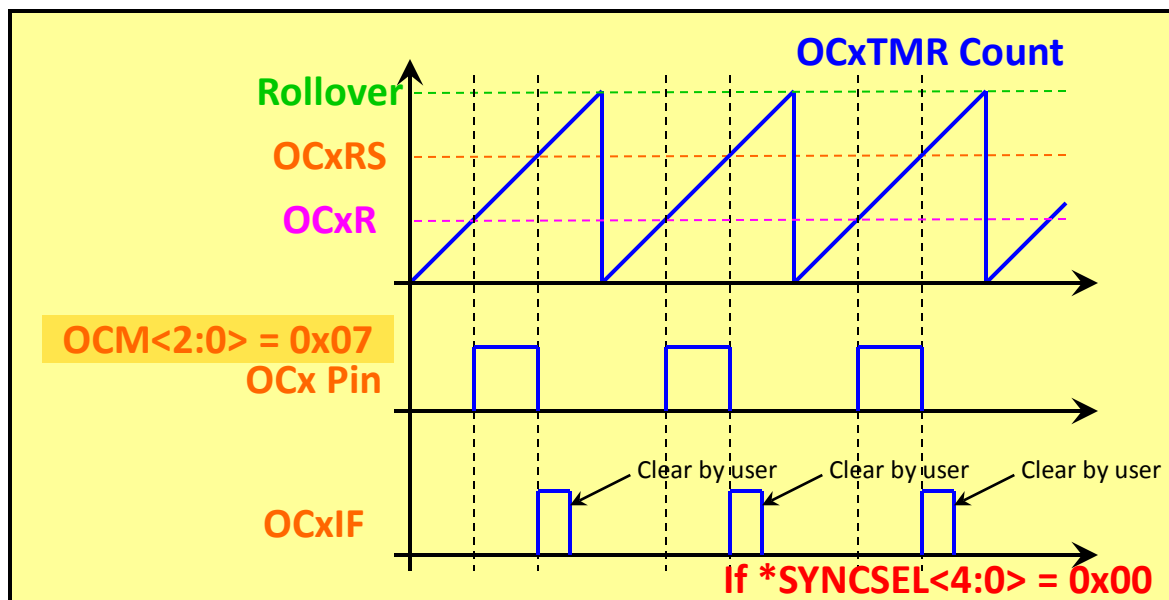 OCxTMR Count
Rollover
OCxRS
OCxR
OCM<2:0> = 0x07
OCx Pin
Clear by user
Clear by user
Clear by user
OCxIF
If *SYNCSEL<4:0> = 0x00